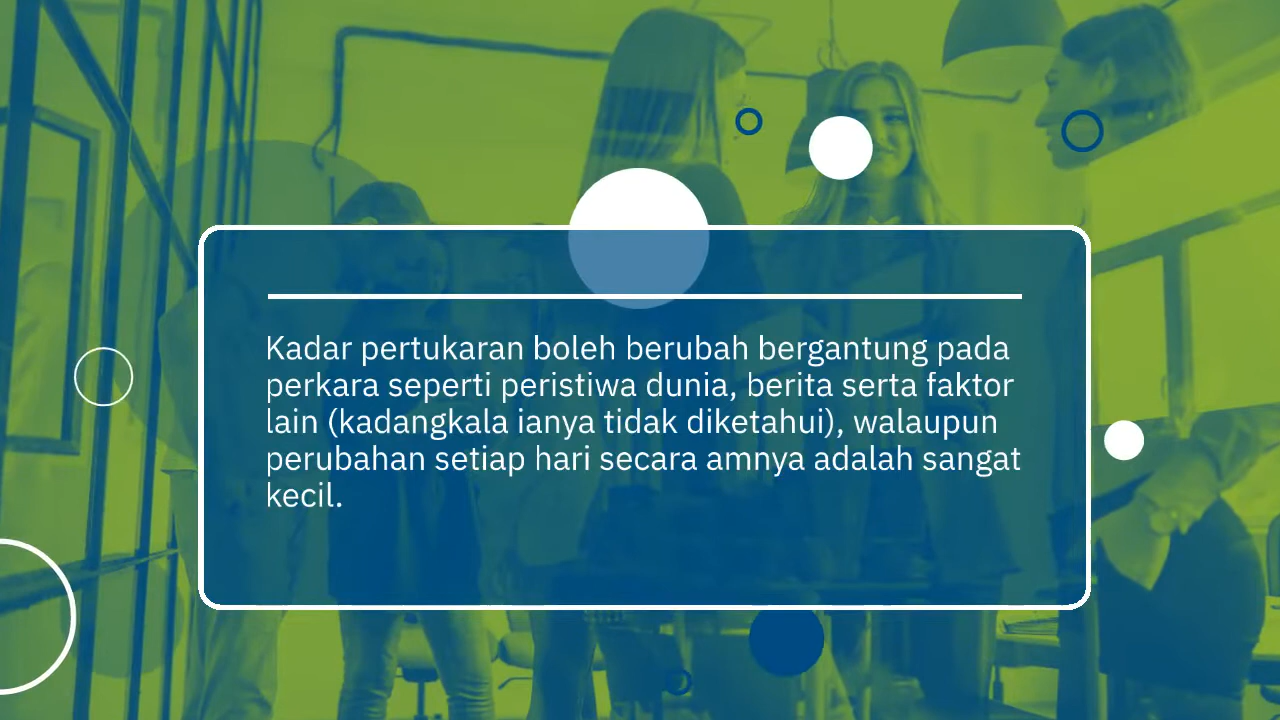 Kadar pertukaran boleh berubah bergantung pada
perkara seperti peristiwa dunia, berita serta faktor
lain (kadangkala ianya tidak diketahui), walaupun
perubahan setiap hari secara amnya adalah sangat
kecil.